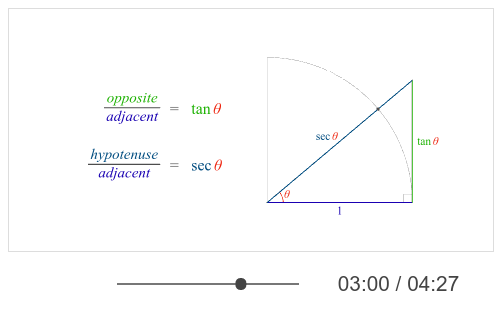 opposite
adjacent
= tan θ
hypotenuse
adjacent
= sec θ
sec θ
tan θ
θ
1
03:00 / 04:27